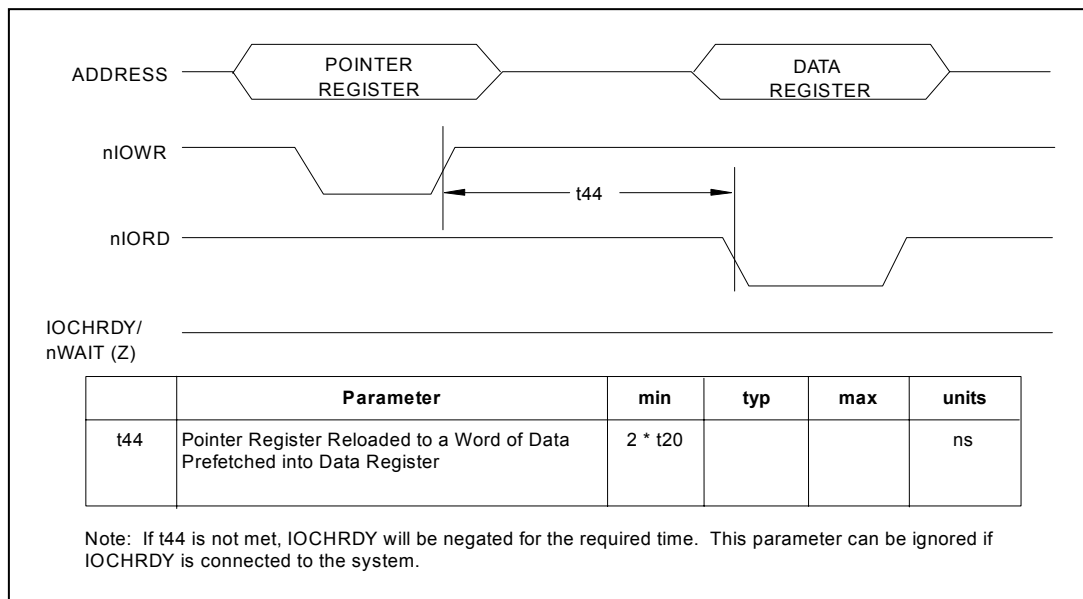 POINTER
REGISTER
DATA
REGISTER
ADDRESS
nIOWR
t44
nIORD
IOCHRDY/
nWAIT (Z)
Parameter min typ max units
t44 Pointer Register Reloaded to a Word of Data 2 * t20 ns
Prefetched into Data Register
Note: If t44 is not met, IOCHRDY will be negated for the required time. This parameter can be ignored if
IOCHRDY is connected to the system.